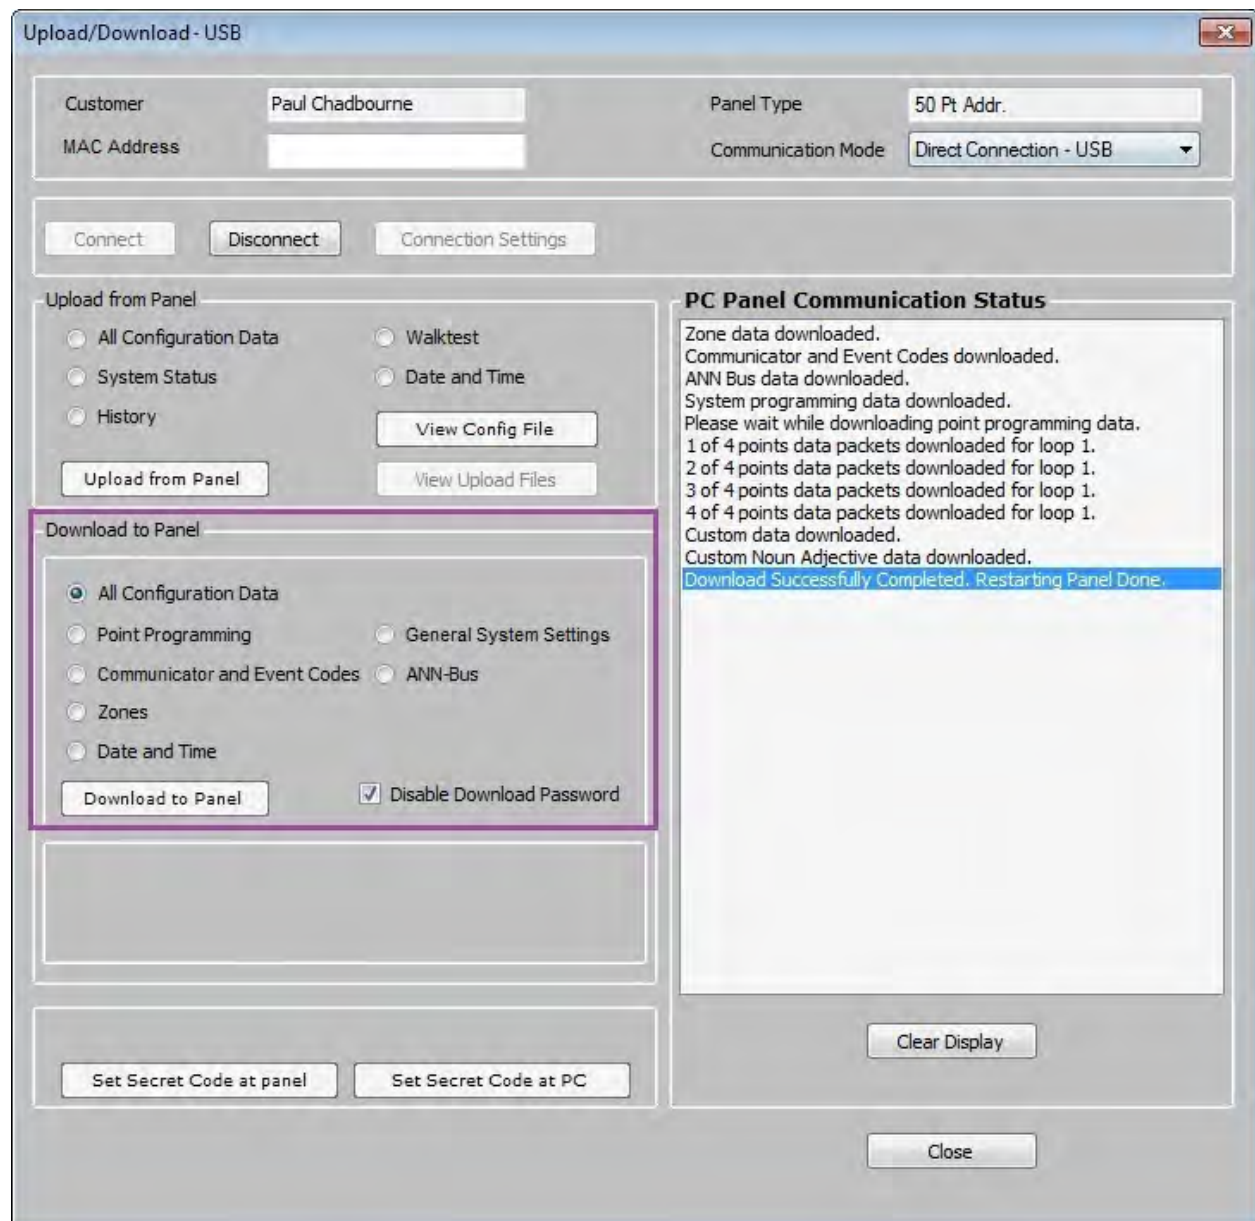 Upload/Download - USB
Customer Paul Chadbourne Panel Type 50 Pt Addr.
MAC Address Communication Mode Direct Connection - USB
Connect Disconnect Connection Settings
Upload from Panel
All Configuration Data Walktest
System Status Date and Time
History View Config File
Upload from Panel View Upload Files
Download to Panel
All Configuration Data
Point Programming General System Settings
Communicator and Event Codes ANN-Bus
Zones
Date and Time
Download to Panel Disable Download Password
Set Secret Code at panel Set Secret Code at PC
PC Panel Communication Status
Zone data downloaded.
Communicator and Event Codes downloaded.
ANN Bus data downloaded.
System programming data downloaded.
Please wait while downloading point programming data.
1 of 4 points data packets downloaded for loop 1.
2 of 4 points data packets downloaded for loop 1.
3 of 4 points data packets downloaded for loop 1.
4 of 4 points data packets downloaded for loop 1.
Custom data downloaded.
Custom Noun Adjective data downloaded.
Download Successfully Completed. Restarting Panel Done.
Clear Display
Close